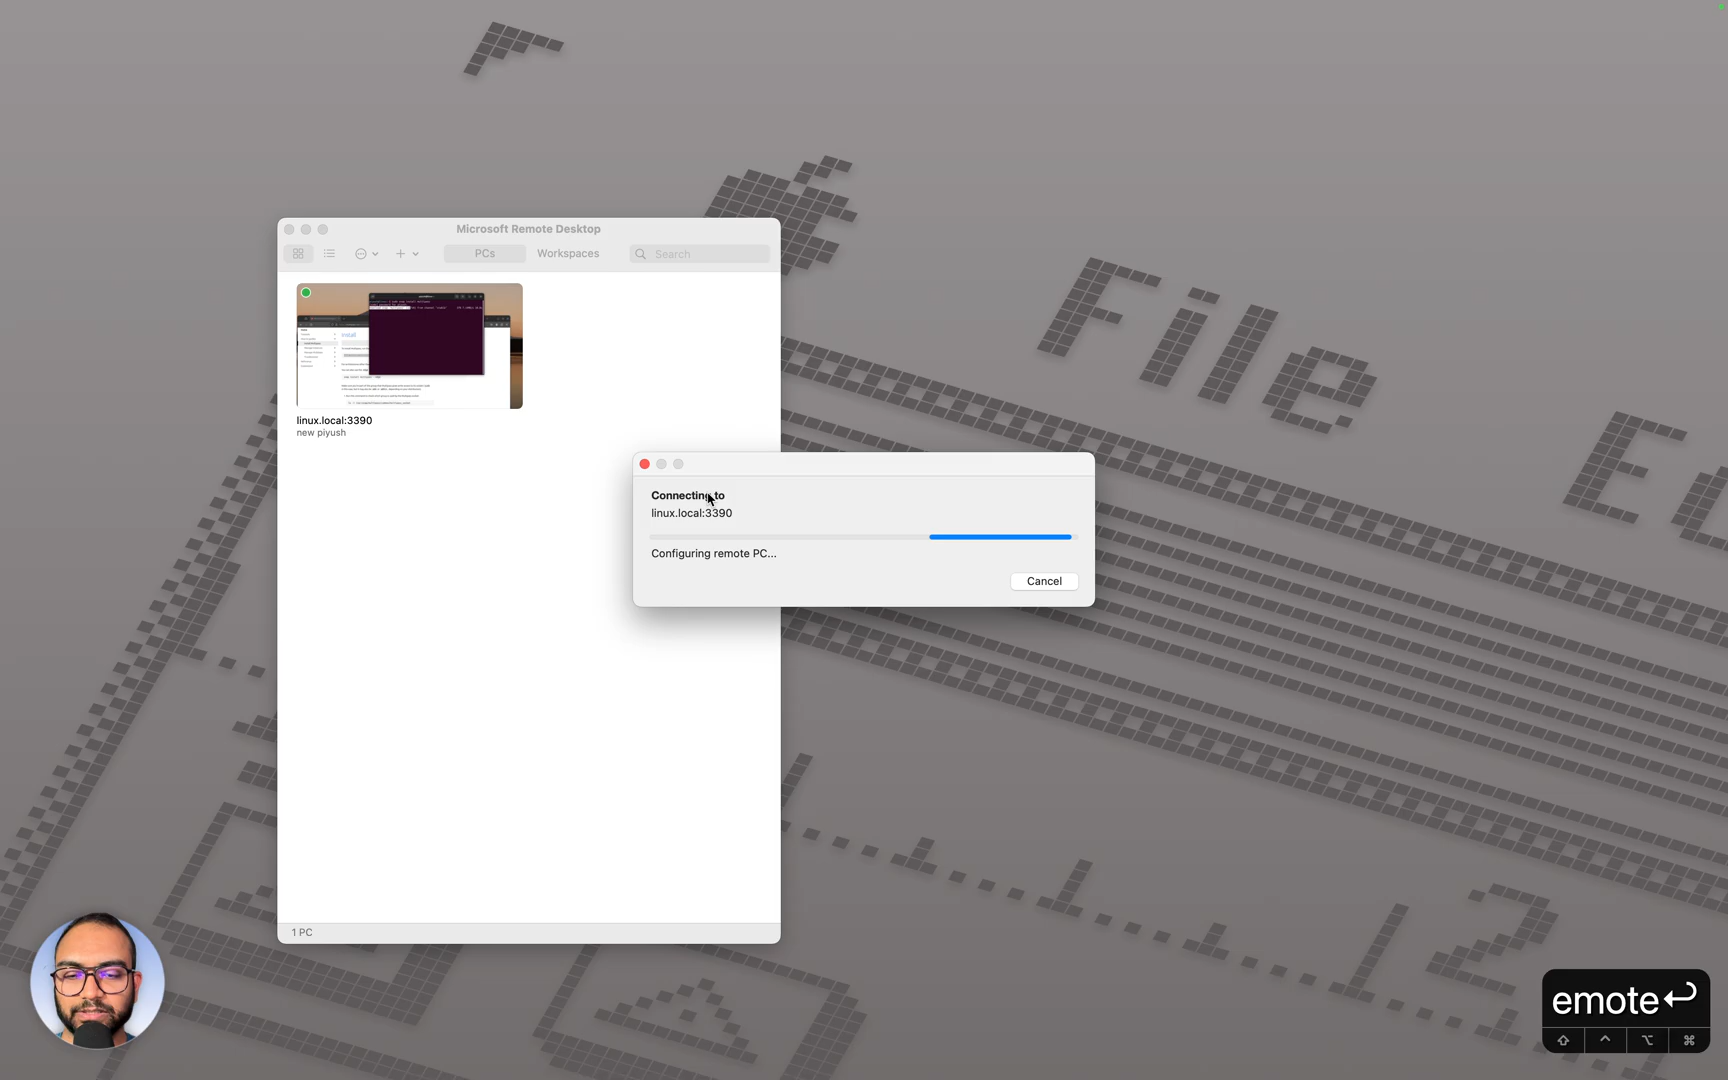 File
Microsoft Remote Desktop
PCs
Workspaces
Search
linux.local:3390
new piyush
Connecting to
linux.local:3390
Configuring remote PC...
Cancel
12
1 PC
emote